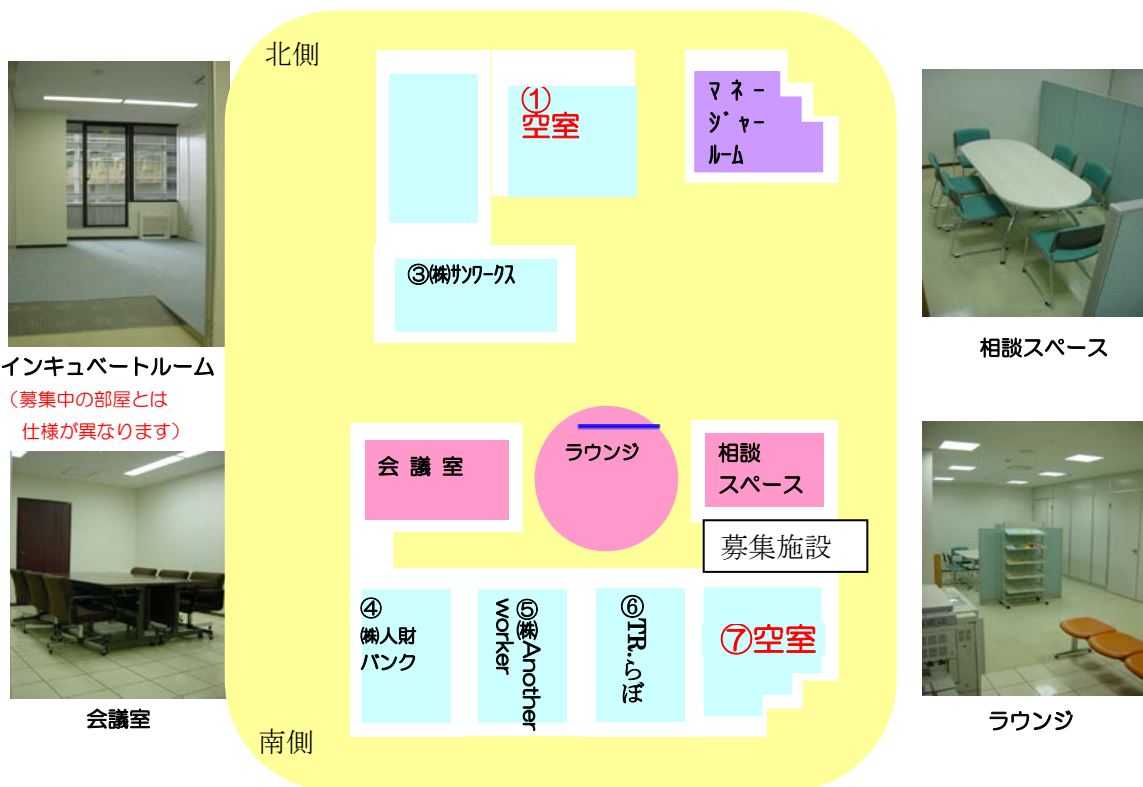 北側
①
空室
マネー
ジャー
ルーム
③㈱サンワークス
インキュベートルーム
（募集中の部屋とは
仕様が異なります）
相談スペース
会議室
ラウンジ
相談
スペース
募集施設
④
㈱人財
バンク
⑤㈱Another
worker
⑥TR.らぼ
⑦空室
南側
会議室
ラウンジ